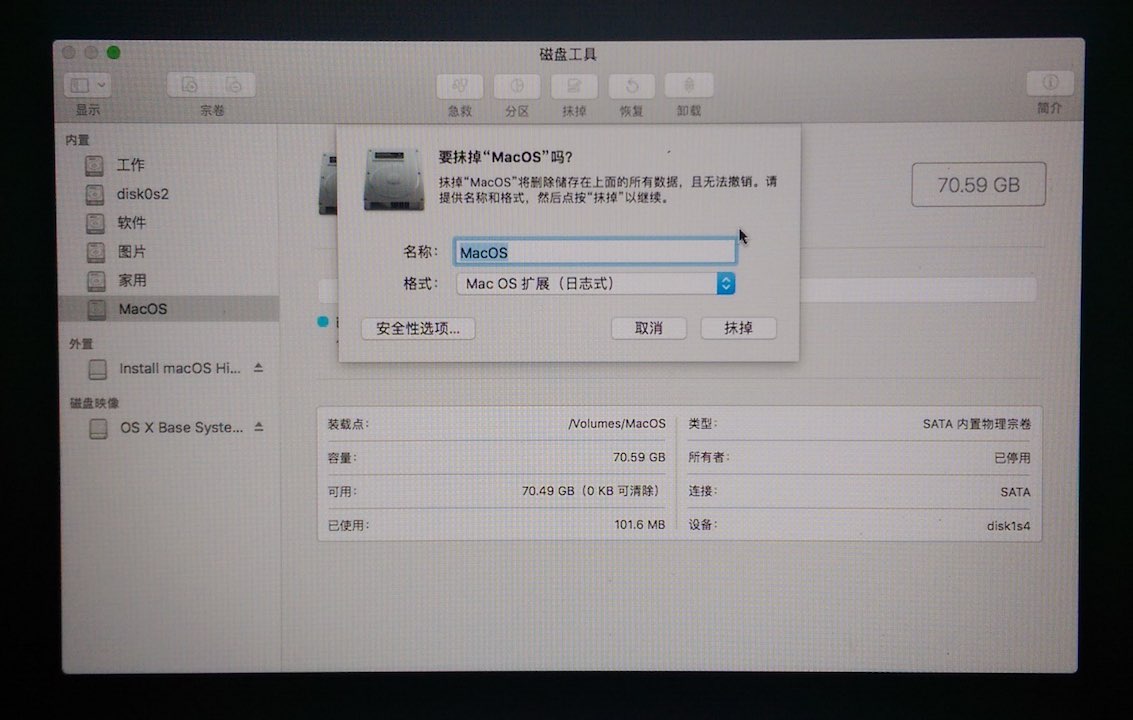 磁盘工具
显示
宗卷
急救
分区
抹掉
恢复
卸载
简介
内置
工作
disk0s2
软件
图片
家用
MacOS
外置
Install macOS Hi...
磁盘映像
OS X Base Syste...
要抹掉“MacOS”吗?
抹掉“MacOS”将删除储存在上面的所有数据，且无法撤销。请
提供名称和格式，然后点按“抹掉”以继续。
名称: MacOS
格式: Mac OS 扩展（日志式）
安全性选项...
取消
抹掉
70.59 GB
装载点: /Volumes/MacOS
类型: SATA 内置物理宗卷
容量: 70.59 GB
所有者: 已停用
可用: 70.49 GB（0 KB 可清除）
连接: SATA
已使用: 101.6 MB
设备: disk1s4